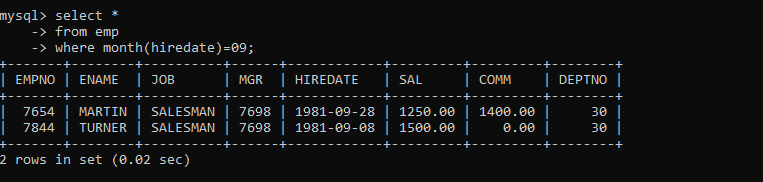 mysql> select *
    -> from emp
    -> where month(hiredate)=09;
+-------+--------+----------+------+------------+---------+---------+--------+
| EMPNO | ENAME  | JOB      | MGR  | HIREDATE   | SAL     | COMM    | DEPTNO |
+-------+--------+----------+------+------------+---------+---------+--------+
|  7654 | MARTIN | SALESMAN | 7698 | 1981-09-28 | 1250.00 | 1400.00 |     30 |
|  7844 | TURNER | SALESMAN | 7698 | 1981-09-08 | 1500.00 |    0.00 |     30 |
+-------+--------+----------+------+------------+---------+---------+--------+
2 rows in set (0.02 sec)